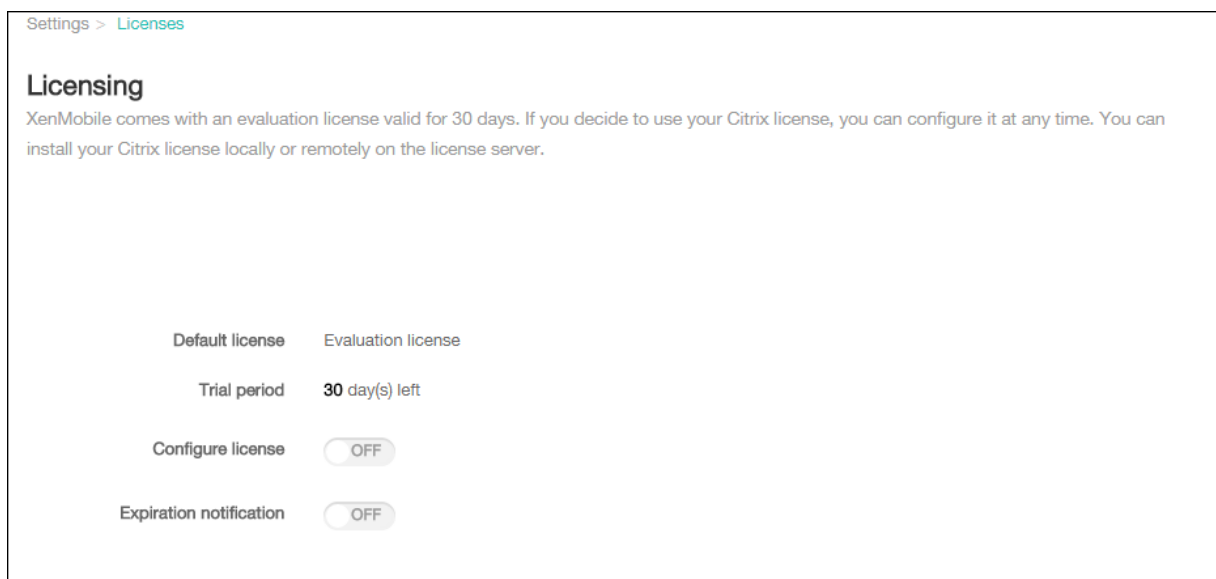 Settings > Licenses
Licensing
XenMobile comes with an evaluation license valid for 30 days. If you decide to use your Citrix license, you can configure it at any time. You can
install your Citrix license locally or remotely on the license server.
Default license Evaluation license
Trial period 30 day(s) left
Configure license OFF
Expiration notification OFF